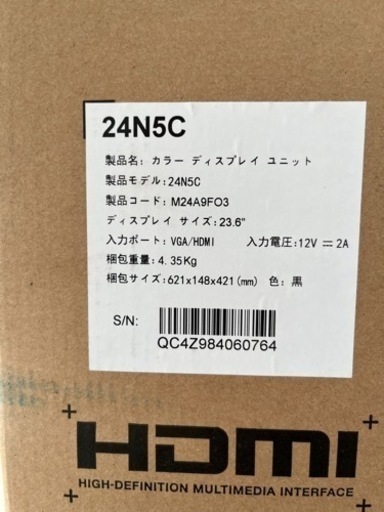 24N5C
製品名: カラー ディスプレイ ユニット
製品モデル:24N5C
製品コード: M24A9FO3
ディスプレイ サイズ:23.6"
入力ポート: VGA/HDMI 入力電圧:12V ⎓ 2A
梱包重量: 4.35Kg
梱包サイズ:621x148x421(mm) 色: 黒
S/N:
QC4Z984060764
HDMI
HIGH-DEFINITION MULTIMEDIA INTERFACE